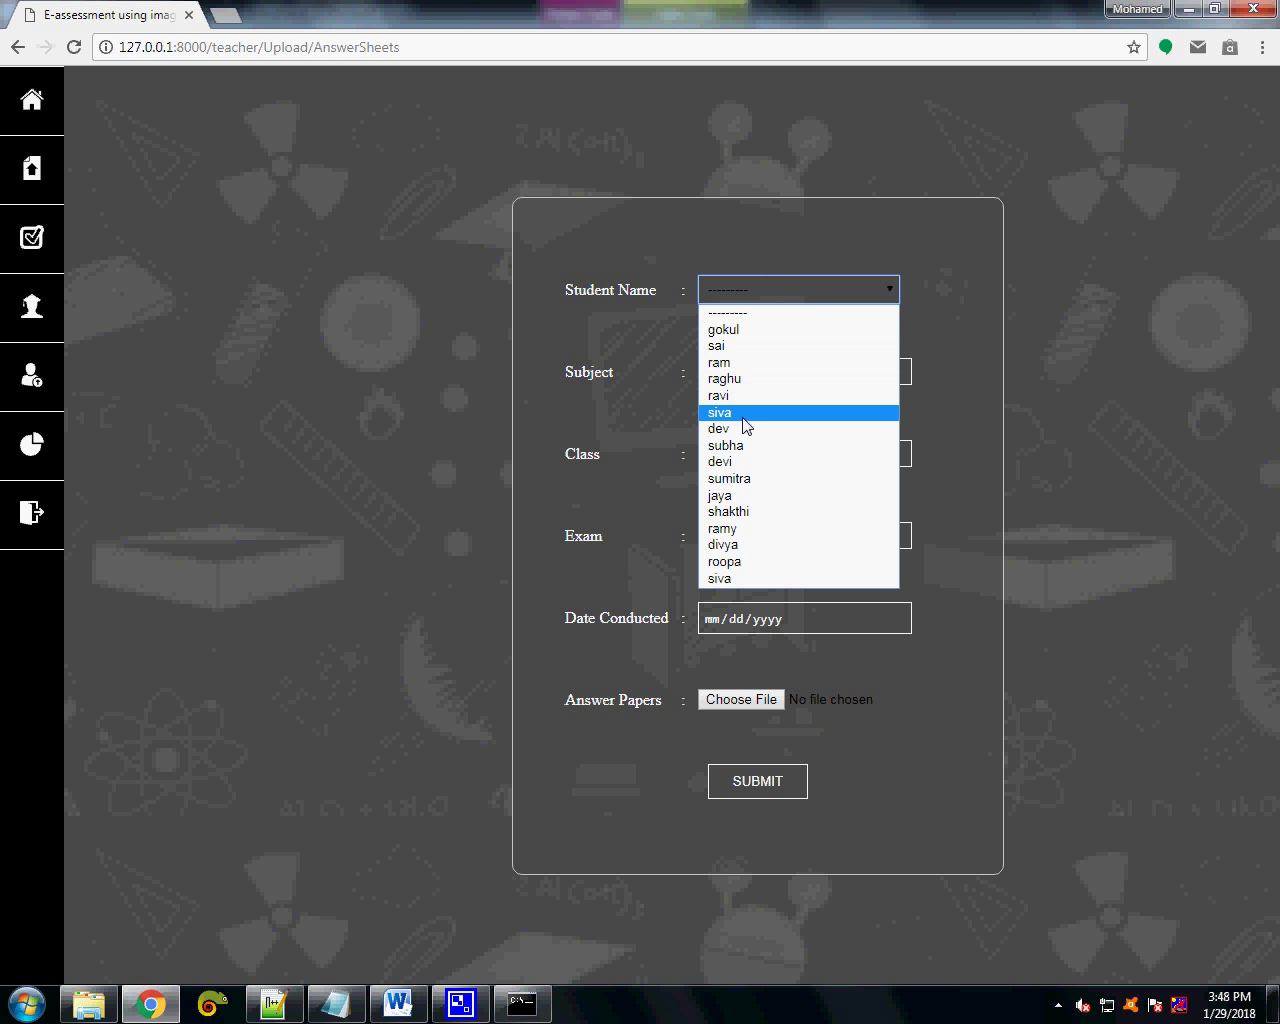 E-assessment using imag
Mohamed
127.0.0.1:8000/teacher/Upload/AnswerSheets
Student Name : ---------
---------
gokul
sai
ram
raghu
ravi
siva
dev
subha
devi
sumitra
jaya
shakthi
ramy
divya
roopa
siva
Subject :
Class :
Exam :
Date Conducted : mm/dd/yyyy
Answer Papers : Choose File No file chosen
SUBMIT
3:48 PM
1/29/2018